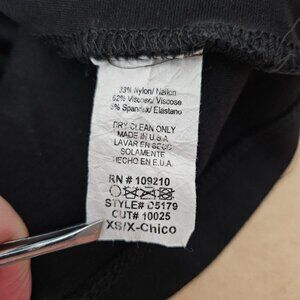 33% Nylon/ Nailon
62% Viscose/ Viscose
5% Spandex/ Elastano
DRY CLEAN ONLY
MADE IN U.S.A
LAVAR EN SECO
SOLAMENTE
HECHO EN E.U.A.
RN # 109210
STYLE# D5179
CUT# 10025
XS/X-Chico